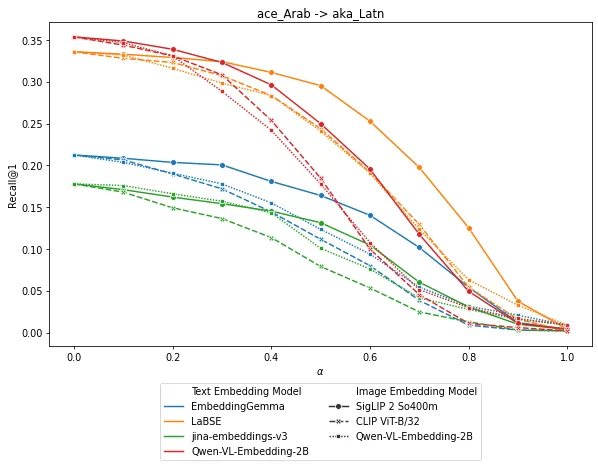 ace_Arab -> aka_Latn
Recall@1
0.35
0.30
0.25
0.20
0.15
0.10
0.05
0.00
0.0 0.2 0.4 0.6 0.8 1.0
α
Text Embedding Model
EmbeddingGemma
LaBSE
jina-embeddings-v3
Qwen-VL-Embedding-2B
Image Embedding Model
SigLIP 2 So400m
CLIP ViT-B/32
Qwen-VL-Embedding-2B